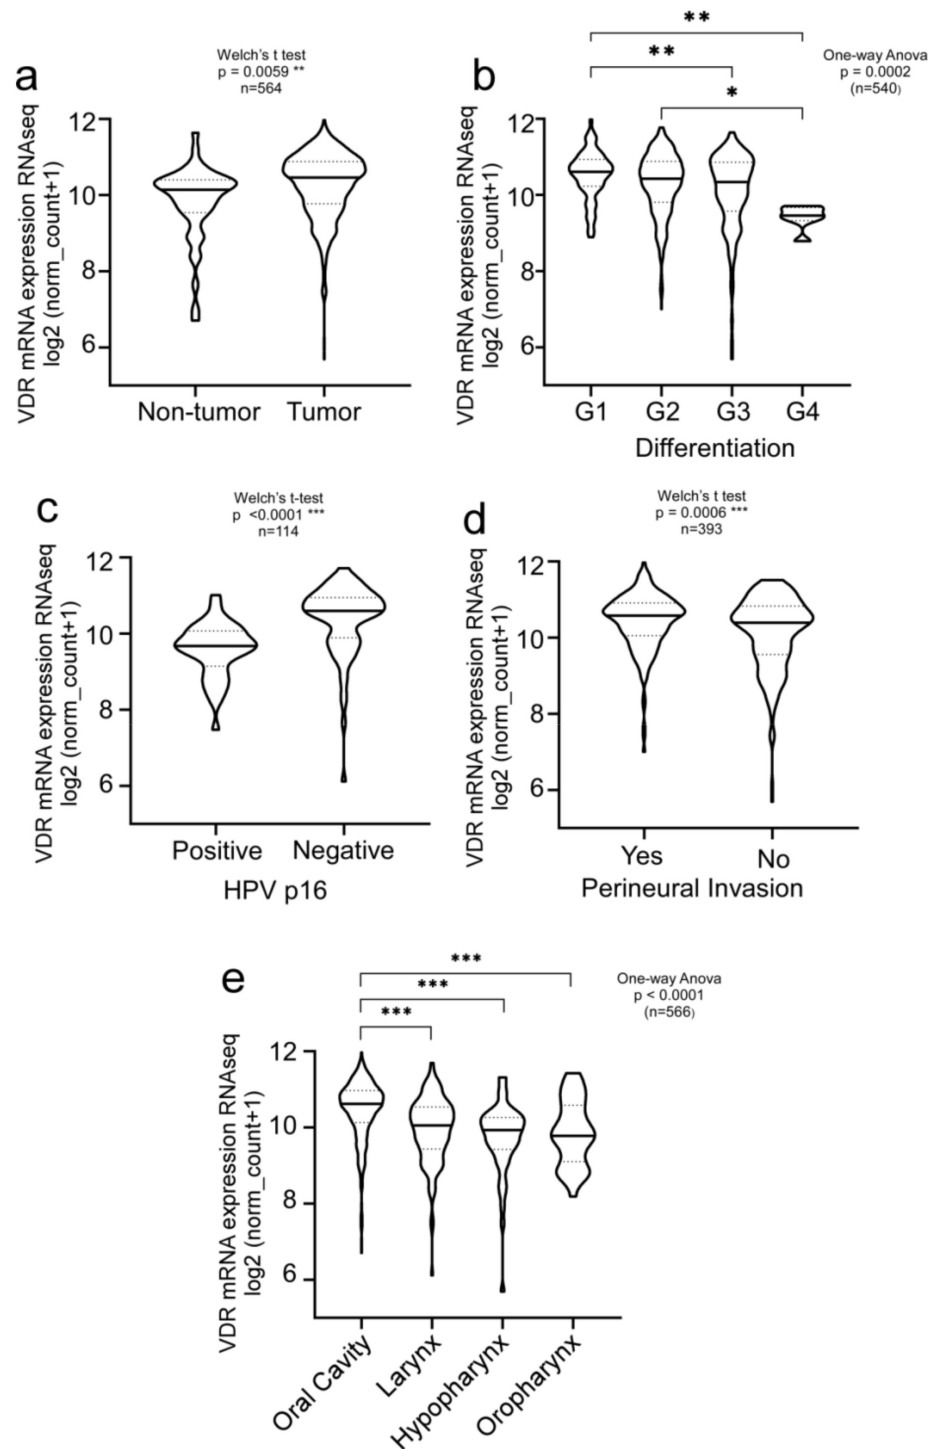 a
Welch's t test
p = 0.0059 **
n=564
VDR mRNA expression RNAseq
log2 (norm_count+1)
12
10
8
6
Non-tumor Tumor
b
**
**
*
One-way Anova
p = 0.0002
(n=540)
VDR mRNA expression RNAseq
log2 (norm_count+1)
12
10
8
6
G1 G2 G3 G4
Differentiation
c
Welch's t-test
p <0.0001 ***
n=114
VDR mRNA expression RNAseq
log2 (norm_count+1)
12
10
8
6
Positive Negative
HPV p16
d
Welch's t test
p = 0.0006 ***
n=393
VDR mRNA expression RNAseq
log2 (norm_count+1)
12
10
8
6
Yes No
Perineural Invasion
e
***
***
***
One-way Anova
p < 0.0001
(n=566)
VDR mRNA expression RNAseq
log2 (norm_count+1)
12
10
8
6
Oral Cavity
Larynx
Hypopharynx
Oropharynx